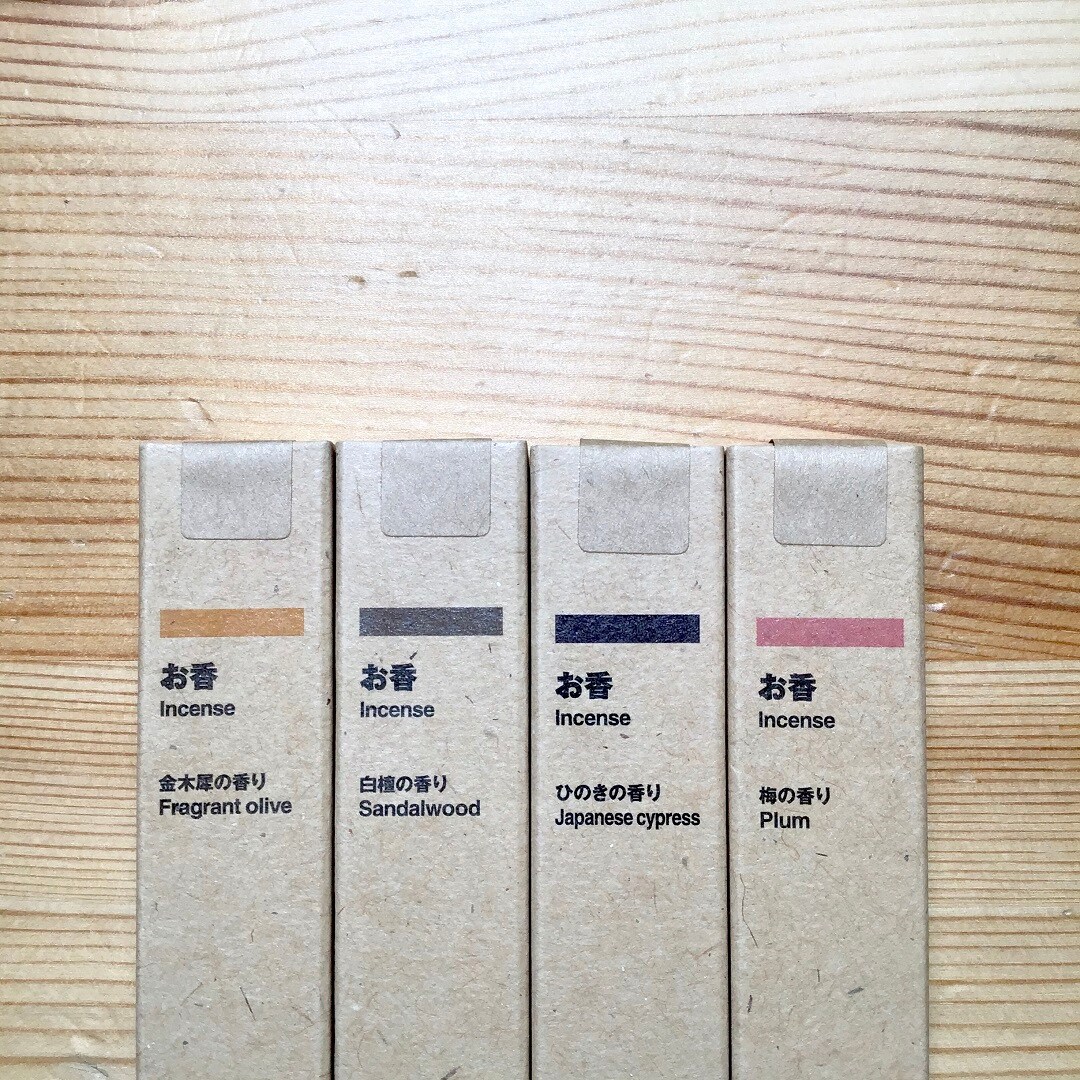 お香
Incense
金木犀の香り
Fragrant olive
お香
Incense
白檀の香り
Sandalwood
お香
Incense
ひのきの香り
Japanese cypress
お香
Incense
梅の香り
Plum